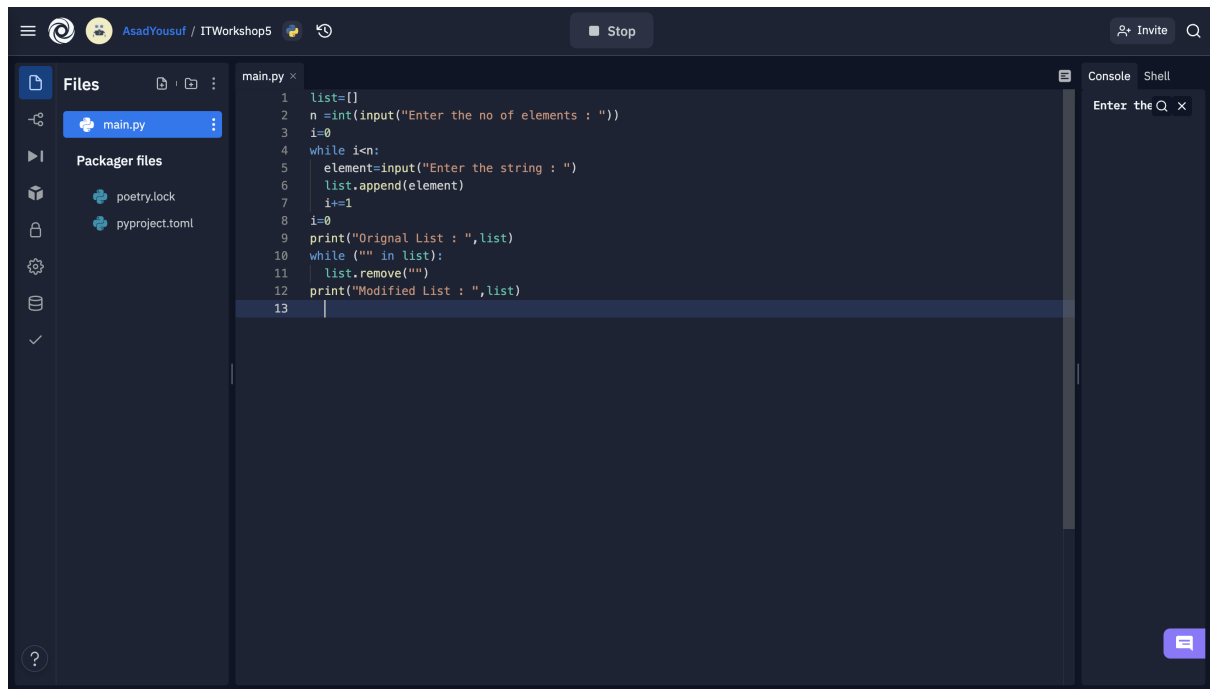 AsadYousuf / ITWorkshop5
Stop
Invite
Files
main.py
Packager files
poetry.lock
pyproject.toml
main.py ×
1 list=[]
2 n =int(input("Enter the no of elements : "))
3 i=0
4 while i<n:
5   element=input("Enter the string : ")
6   list.append(element)
7   i+=1
8 i=0
9 print("Orignal List : ",list)
10 while ("" in list):
11   list.remove("")
12 print("Modified List : ",list)
13
Console Shell
Enter the
?